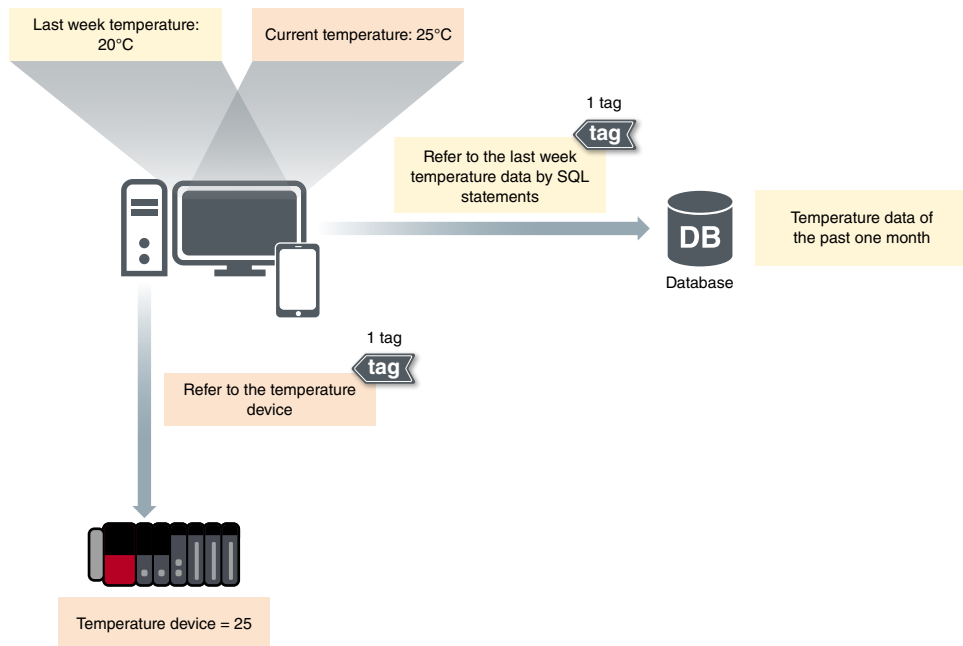 Last week temperature:
20°C
Current temperature: 25°C
1 tag
tag
Refer to the last week
temperature data by SQL
statements
DB
Database
Temperature data of
the past one month
1 tag
tag
Refer to the temperature
device
Temperature device = 25